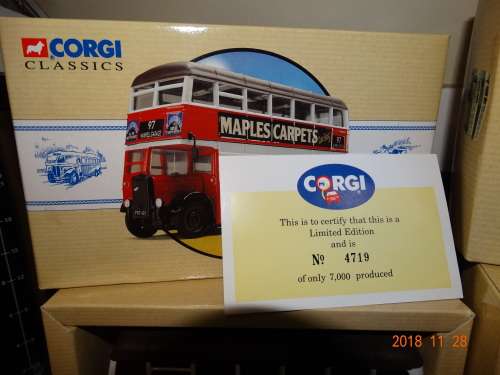 CORGI
CLASSICS
97
MAPLES CARPETS
97
CORGI
This is to certify that this is a
Limited Edition
and is
No 4719
of only 7,000 produced
2018 11 28